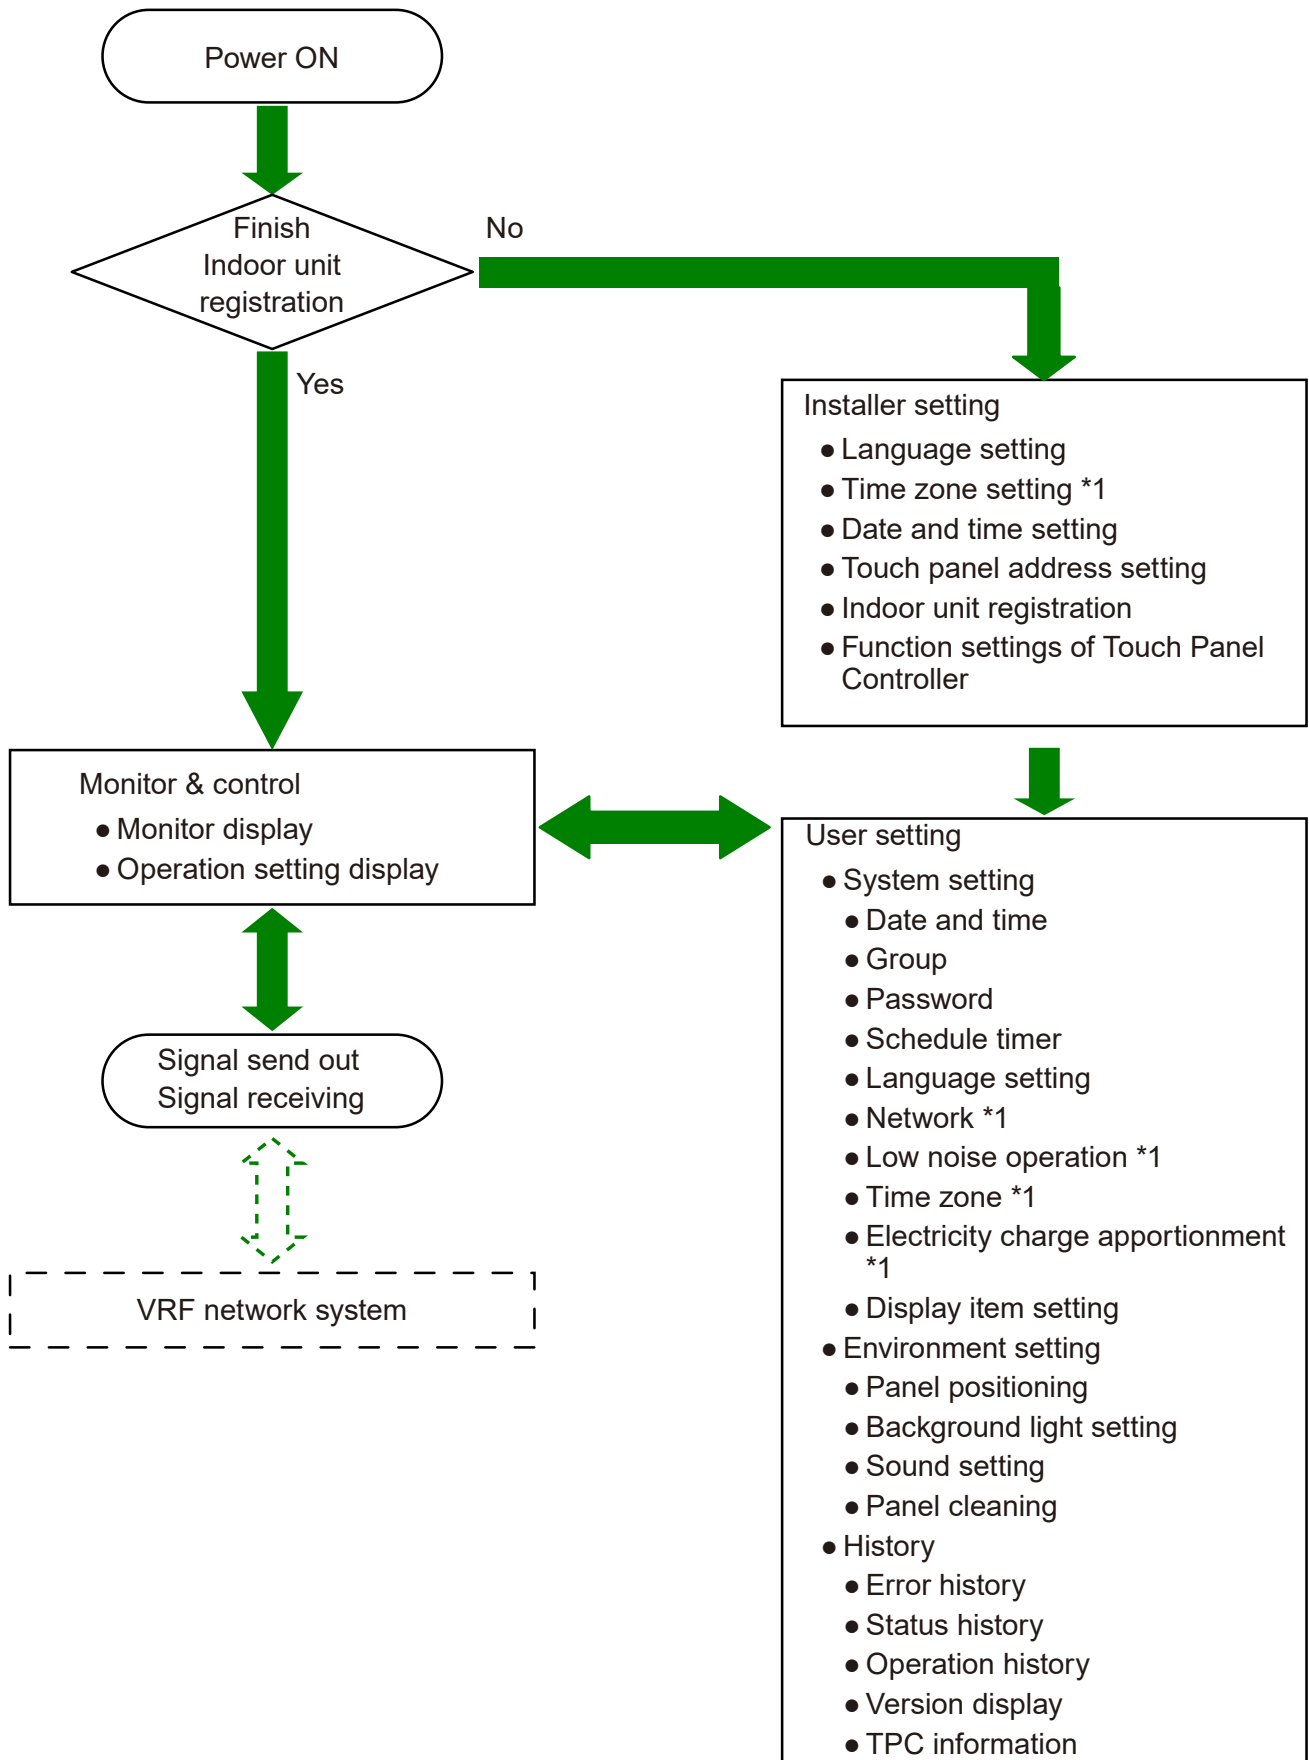 Power ON
Finish
Indoor unit
registration
No
Yes
Installer setting
● Language setting
● Time zone setting *1
● Date and time setting
● Touch panel address setting
● Indoor unit registration
● Function settings of Touch Panel
Controller
Monitor & control
● Monitor display
● Operation setting display
Signal send out
Signal receiving
VRF network system
User setting
● System setting
● Date and time
● Group
● Password
● Schedule timer
● Language setting
● Network *1
● Low noise operation *1
● Time zone *1
● Electricity charge apportionment
*1
● Display item setting
● Environment setting
● Panel positioning
● Background light setting
● Sound setting
● Panel cleaning
● History
● Error history
● Status history
● Operation history
● Version display
● TPC information